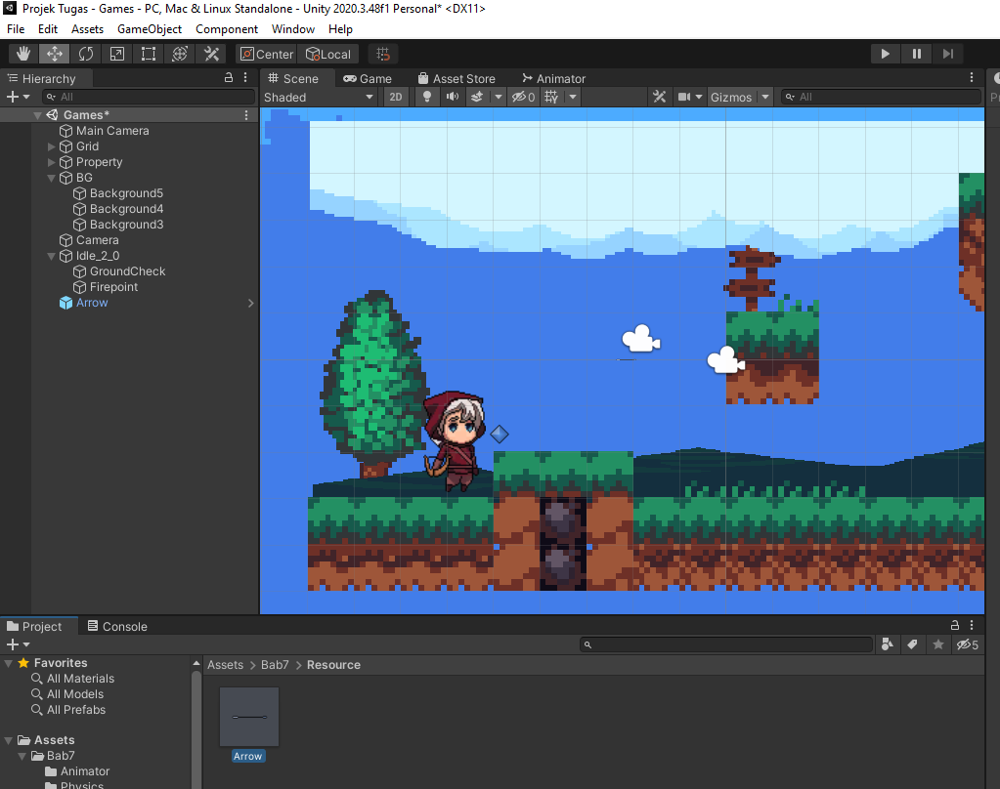 Projek Tugas - Games - PC, Mac & Linux Standalone - Unity 2020.3.48f1 Personal* <DX11>
File Edit Assets GameObject Component Window Help
Center Local
Hierarchy
Scene Game Asset Store Animator
All
Shaded 2D 0 Gizmos All
Games*
Main Camera
Grid
Property
BG
Background5
Background4
Background3
Camera
Idle_2_0
GroundCheck
Firepoint
Arrow
Project Console
5
Favorites
Assets > Bab7 > Resource
All Materials
All Models
All Prefabs
Assets
Bab7
Animator
Physics
Arrow